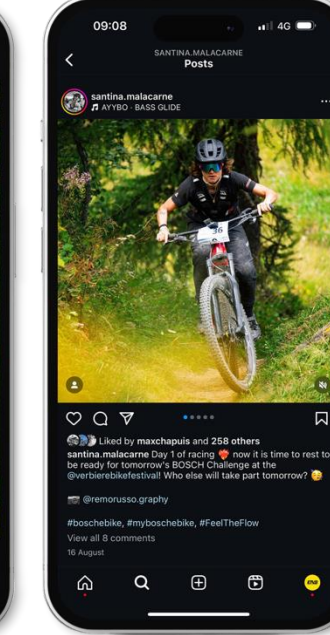 09:08
4G
SANTINA.MALACARNE
Posts
santina.malacarne
AYYBO · BASS GLIDE
36
Liked by maxchapuis and 258 others
santina.malacarne Day 1 of racing ❤️‍🔥 now it is time to rest to
be ready for tomorrow's BOSCH Challenge at the
@verbierebikefestival! Who else will take part tomorrow? 🥳
📷 @remorusso.graphy
#boschebike, #myboschebike, #FeelTheFlow
View all 8 comments
16 August